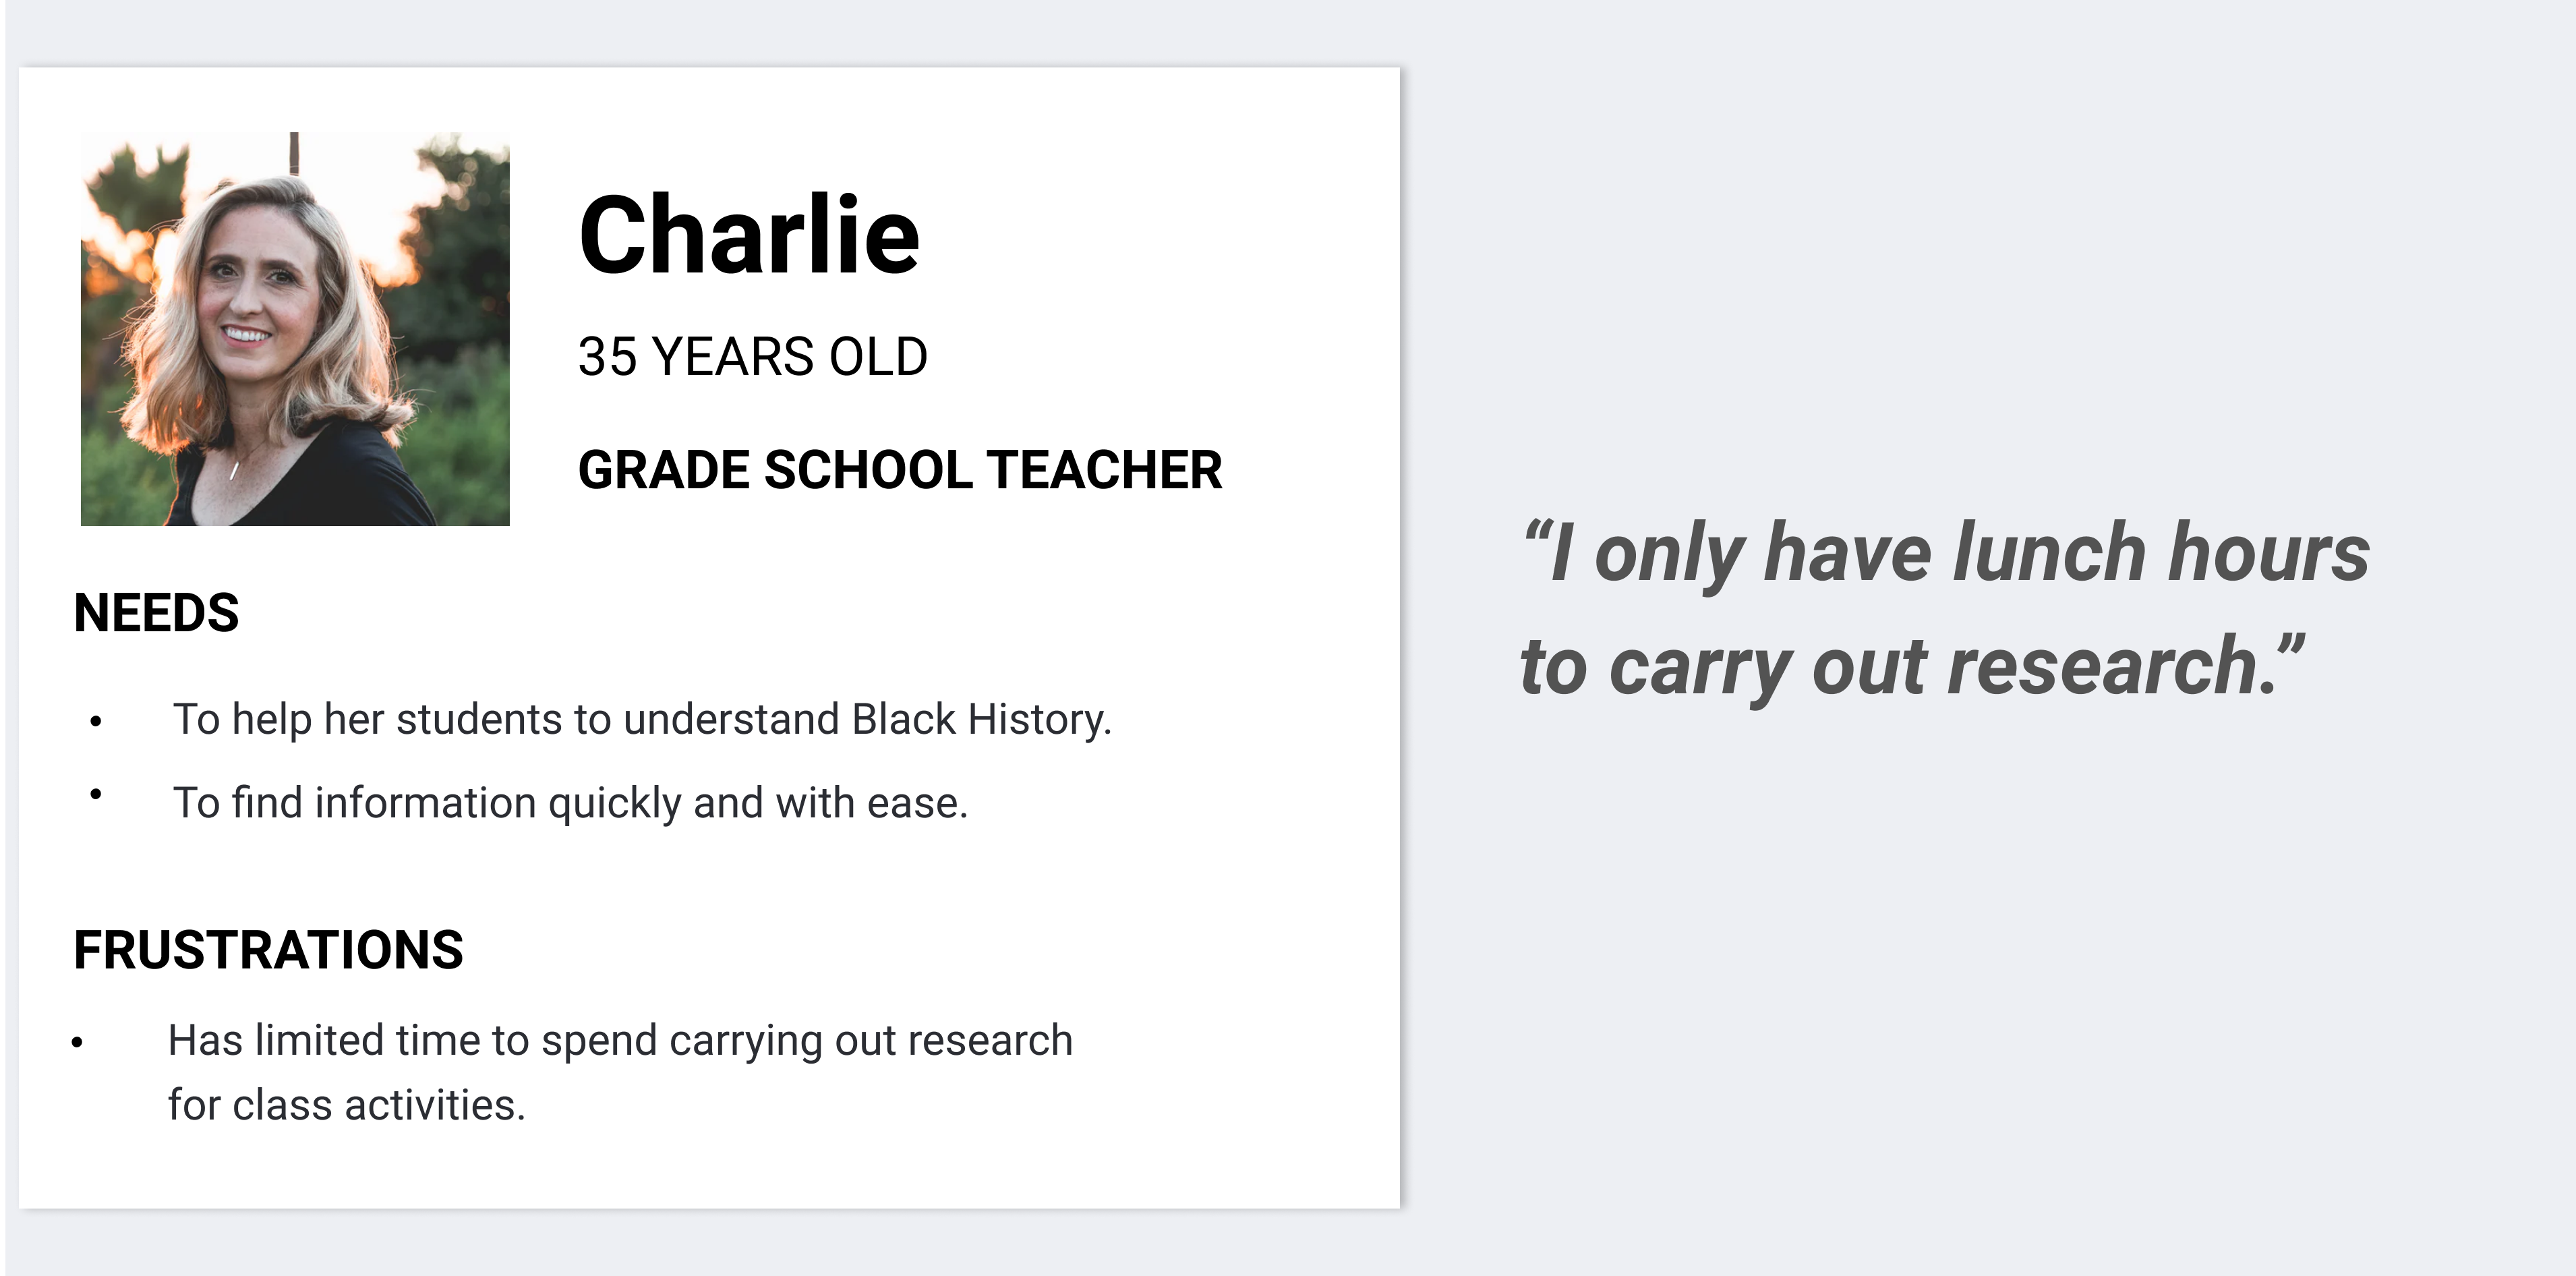 Charlie
35 YEARS OLD
GRADE SCHOOL TEACHER
NEEDS
• To help her students to understand Black History.
• To find information quickly and with ease.
FRUSTRATIONS
• Has limited time to spend carrying out research
for class activities.
“I only have lunch hours
to carry out research.”